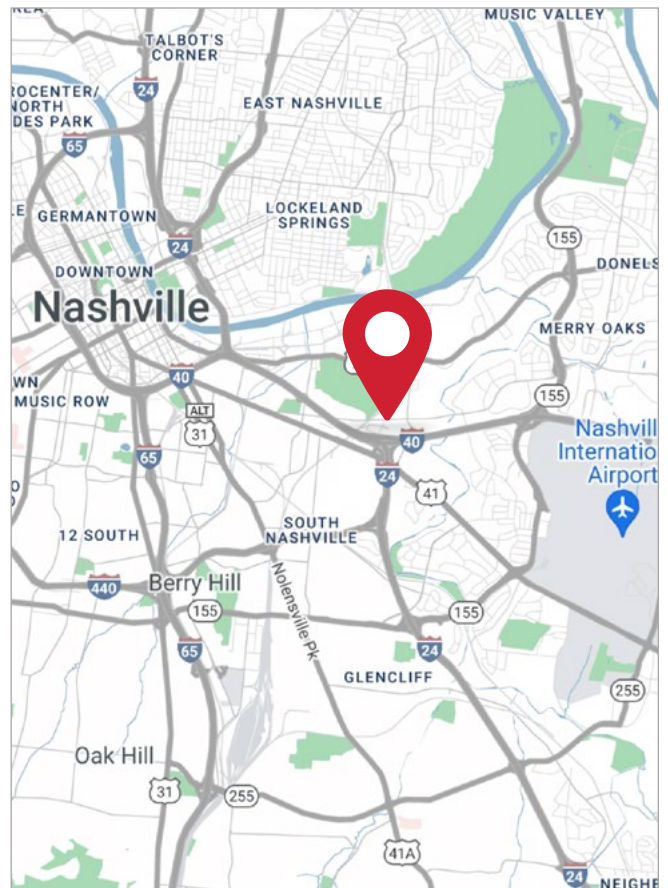 MUSIC VALLEY
TALBOT'S
CORNER
24
ROCENTER/
NORTH
DES PARK
EAST NASHVILLE
65
GERMANTOWN
LOCKELAND
SPRINGS
24
155
DOWNTOWN
DONELS
Nashville
MERRY OAKS
40
WN
MUSIC ROW
ALT
31
155
40
Nashvill
Internatio
Airport
65
24
41
12 SOUTH
SOUTH
NASHVILLE
440
Berry Hill
155
Nolensville Pk
155
65
24
GLENCLIFF
255
Oak Hill
31
255
41A
24
NEIGHB